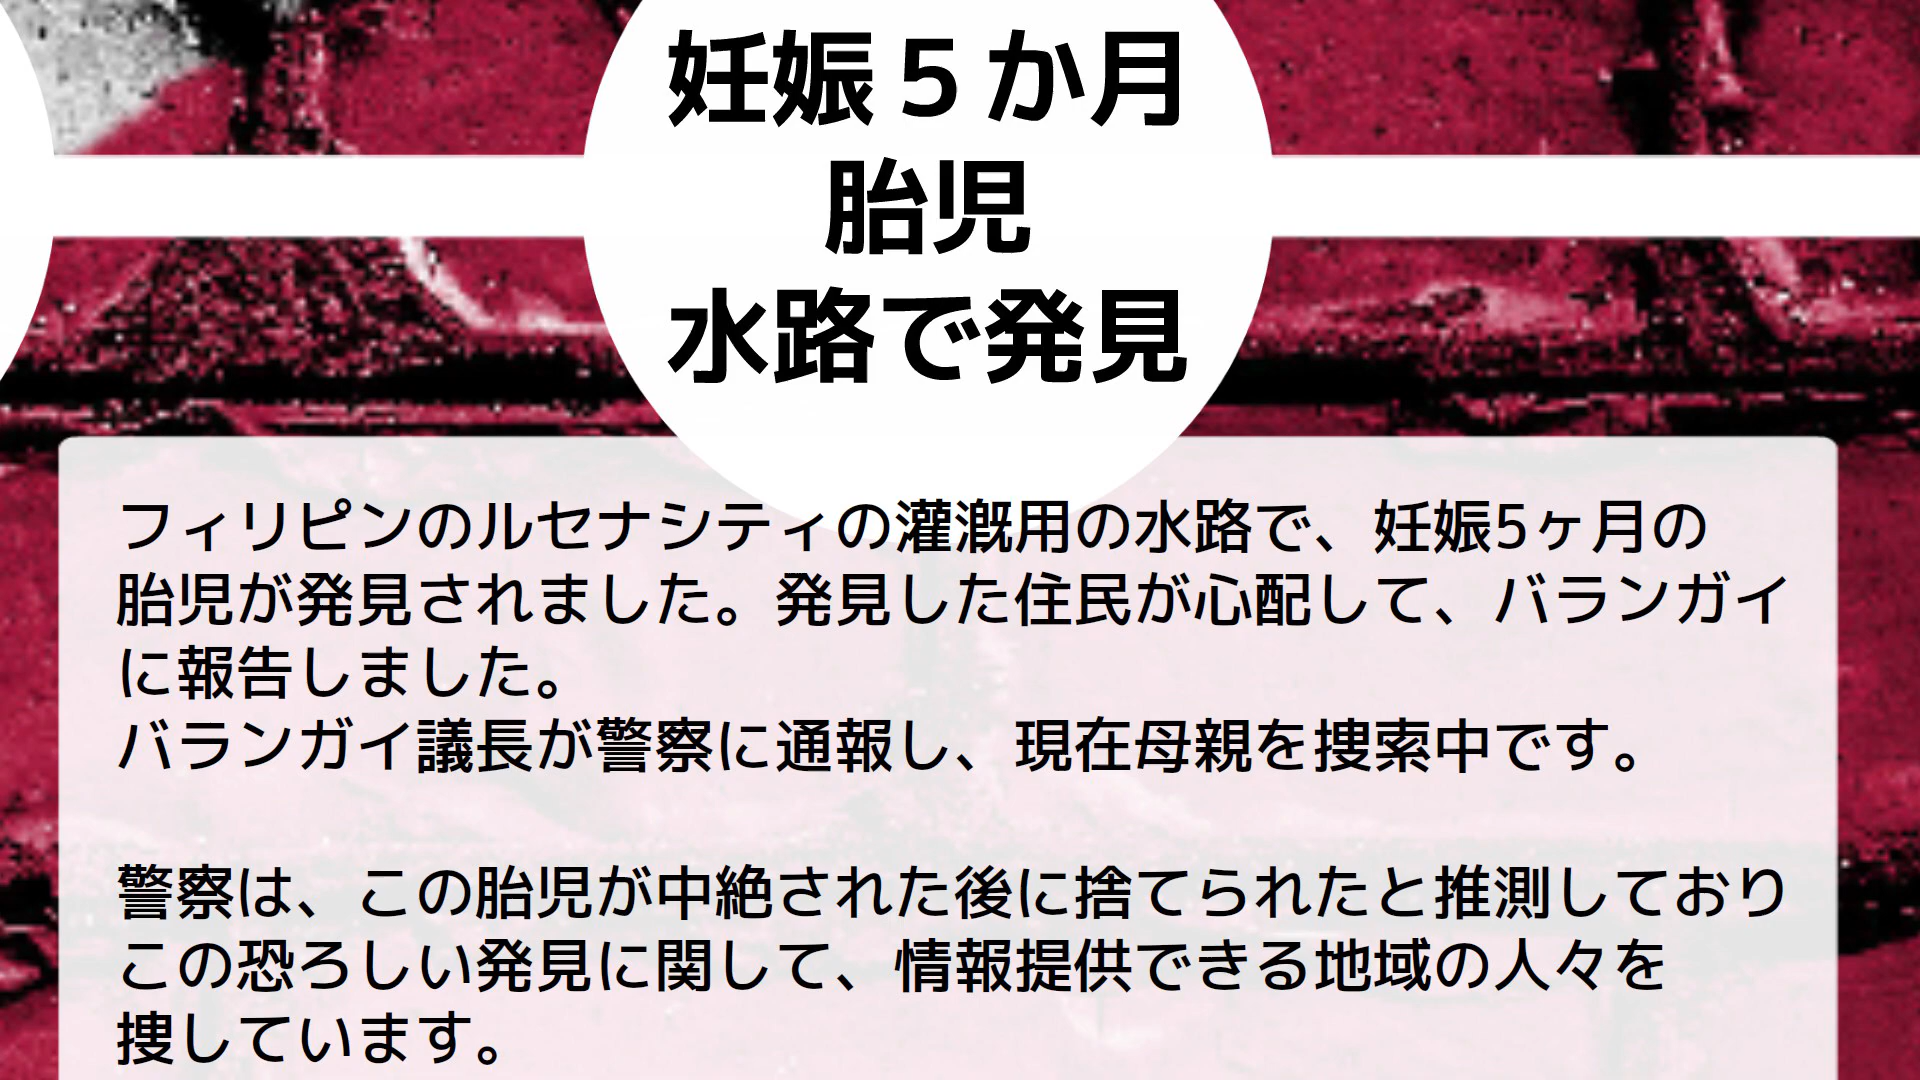 妊娠５か月
胎児
水路で発見
フィリピンのルセナシティの灌漑用の水路で、妊娠5ヶ月の
胎児が発見されました。発見した住民が心配して、バランガイ
に報告しました。
バランガイ議長が警察に通報し、現在母親を捜索中です。
警察は、この胎児が中絶された後に捨てられたと推測しており
この恐ろしい発見に関して、情報提供できる地域の人々を
捜しています。